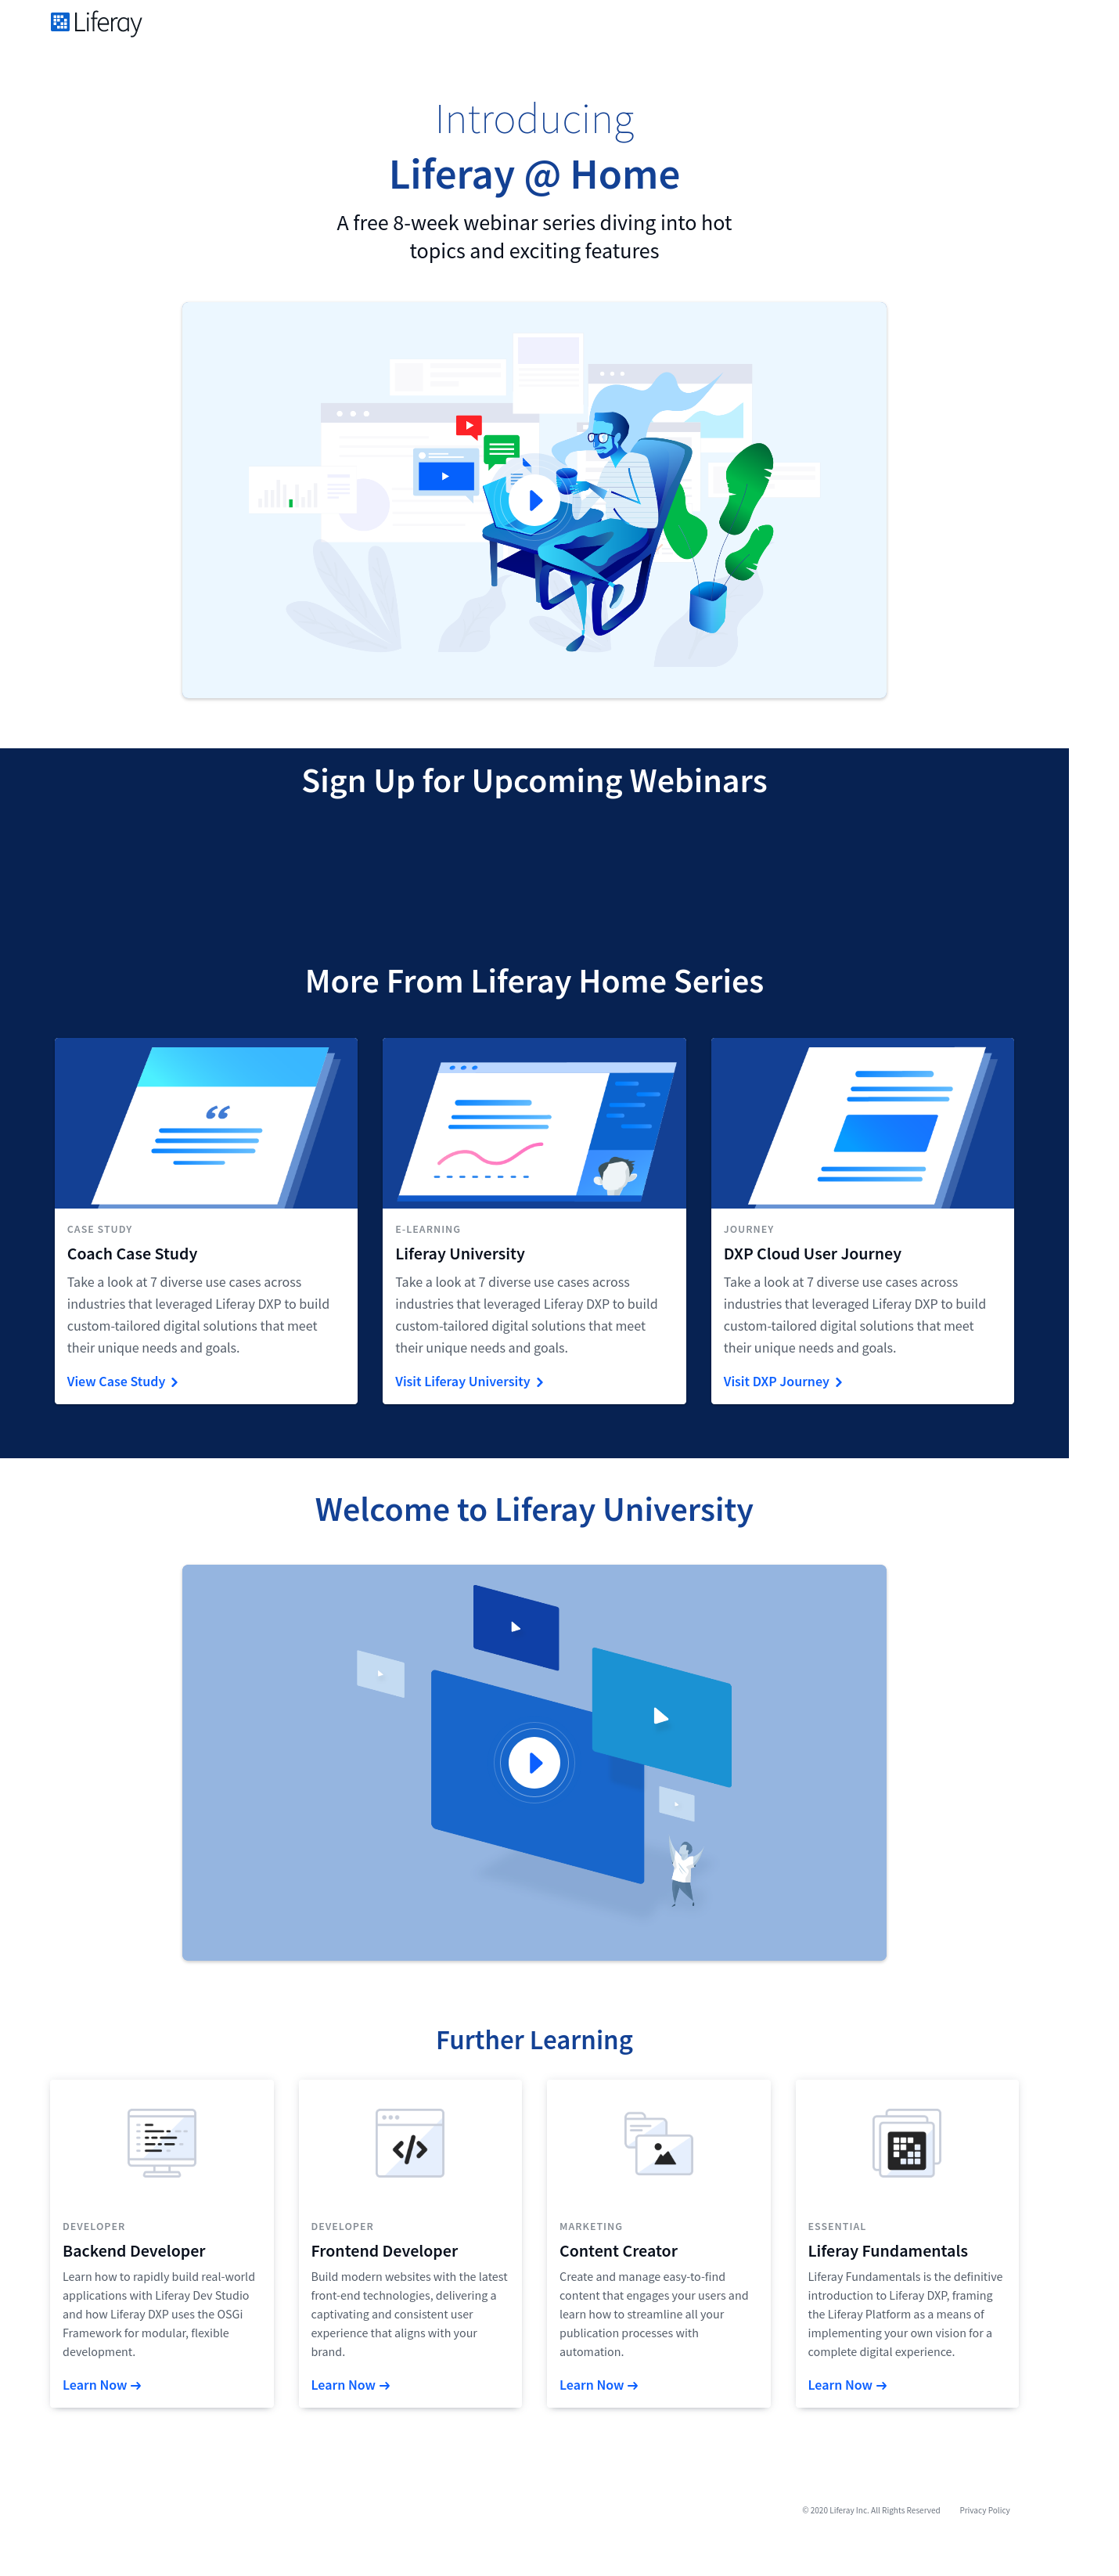 Liferay
Introducing
Liferay @ Home
A free 8-week webinar series diving into hot
topics and exciting features
Sign Up for Upcoming Webinars
More From Liferay Home Series
CASE STUDY
Coach Case Study
Take a look at 7 diverse use cases across
industries that leveraged Liferay DXP to build
custom-tailored digital solutions that meet
their unique needs and goals.
View Case Study
E-LEARNING
Liferay University
Take a look at 7 diverse use cases across
industries that leveraged Liferay DXP to build
custom-tailored digital solutions that meet
their unique needs and goals.
Visit Liferay University
JOURNEY
DXP Cloud User Journey
Take a look at 7 diverse use cases across
industries that leveraged Liferay DXP to build
custom-tailored digital solutions that meet
their unique needs and goals.
Visit DXP Journey
Welcome to Liferay University
Further Learning
DEVELOPER
Backend Developer
Learn how to rapidly build real-world
applications with Liferay Dev Studio
and how Liferay DXP uses the OSGi
Framework for modular, flexible
development.
Learn Now →
DEVELOPER
Frontend Developer
Build modern websites with the latest
front-end technologies, delivering a
captivating and consistent user
experience that aligns with your
brand.
Learn Now →
MARKETING
Content Creator
Create and manage easy-to-find
content that engages your users and
learn how to streamline all your
publication processes with
automation.
Learn Now →
ESSENTIAL
Liferay Fundamentals
Liferay Fundamentals is the definitive
introduction to Liferay DXP, framing
the Liferay Platform as a means of
implementing your own vision for a
complete digital experience.
Learn Now →
© 2020 Liferay Inc. All Rights Reserved
Privacy Policy